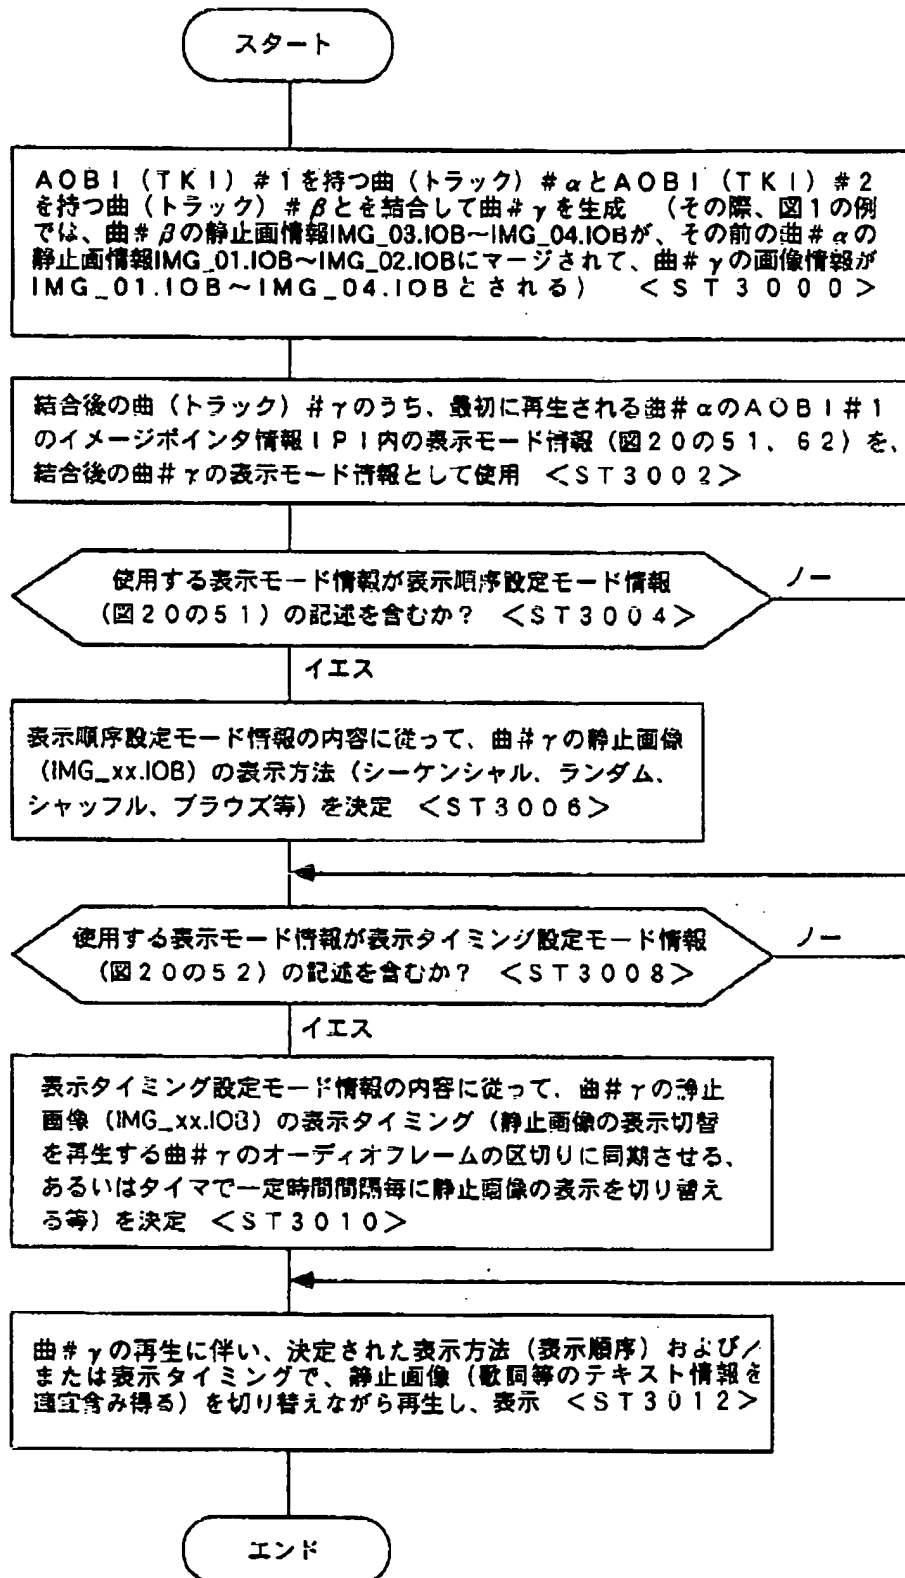 スタート
AOBI(TKI)#1を持つ曲(トラック)#αとAOBI(TKI)#2
を持つ曲(トラック)#βとを結合して曲#γを生成 (その際、図1の例
では、曲#βの静止画情報IMG_03.IOB~IMG_04.IOBが、その前の曲#αの
静止画情報IMG_01.IOB~IMG_02.IOBにマージされて、曲#γの画像情報が
IMG_01.IOB~IMG_04.IOBとされる) <ST3000>
結合後の曲(トラック)#γのうち、最初に再生される曲#αのAOBI#1
のイメージポインタ情報IPI内の表示モード情報(図20の51、62)を、
結合後の曲#γの表示モード情報として使用 <ST3002>
使用する表示モード情報が表示順序設定モード情報
(図20の51)の記述を含むか? <ST3004>
ノー
イエス
表示順序設定モード情報の内容に従って、曲#γの静止画像
(IMG_xx.IOB)の表示方法(シーケンシャル、ランダム、
シャッフル、ブラウズ等)を決定 <ST3006>
使用する表示モード情報が表示タイミング設定モード情報
(図20の52)の記述を含むか? <ST3008>
ノー
イエス
表示タイミング設定モード情報の内容に従って、曲#γの静止
画像(IMG_xx.IOB)の表示タイミング(静止画像の表示切替
を再生する曲#γのオーディオフレームの区切りに同期させる、
あるいはタイマで一定時間間隔毎に静止画像の表示を切り替え
る等)を決定 <ST3010>
曲#γの再生に伴い、決定された表示方法(表示順序)および/
または表示タイミングで、静止画像(歌詞等のテキスト情報を
適宜含み得る)を切り替えながら再生し、表示 <ST3012>
エンド